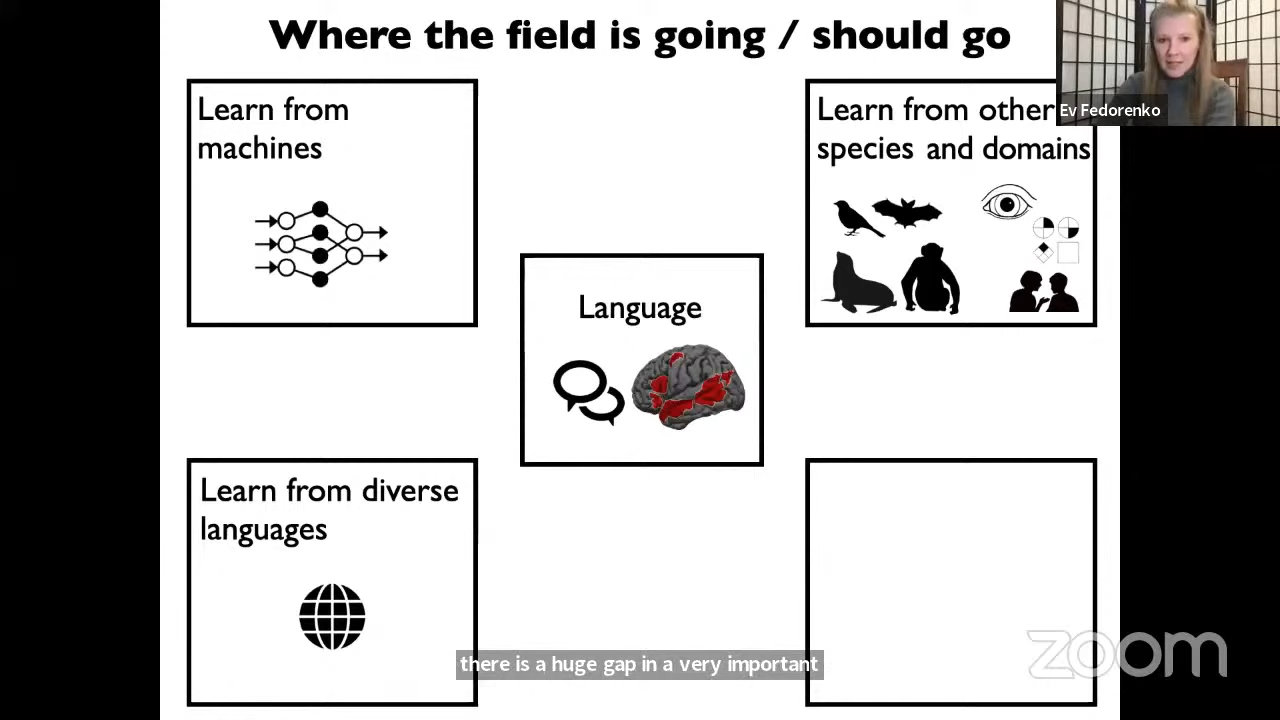 Where the field is going / should go
Learn from
machines
Learn from other
species and domains
Ev Fedorenko
Language
Learn from diverse
languages
there is a huge gap in a very important
zoom